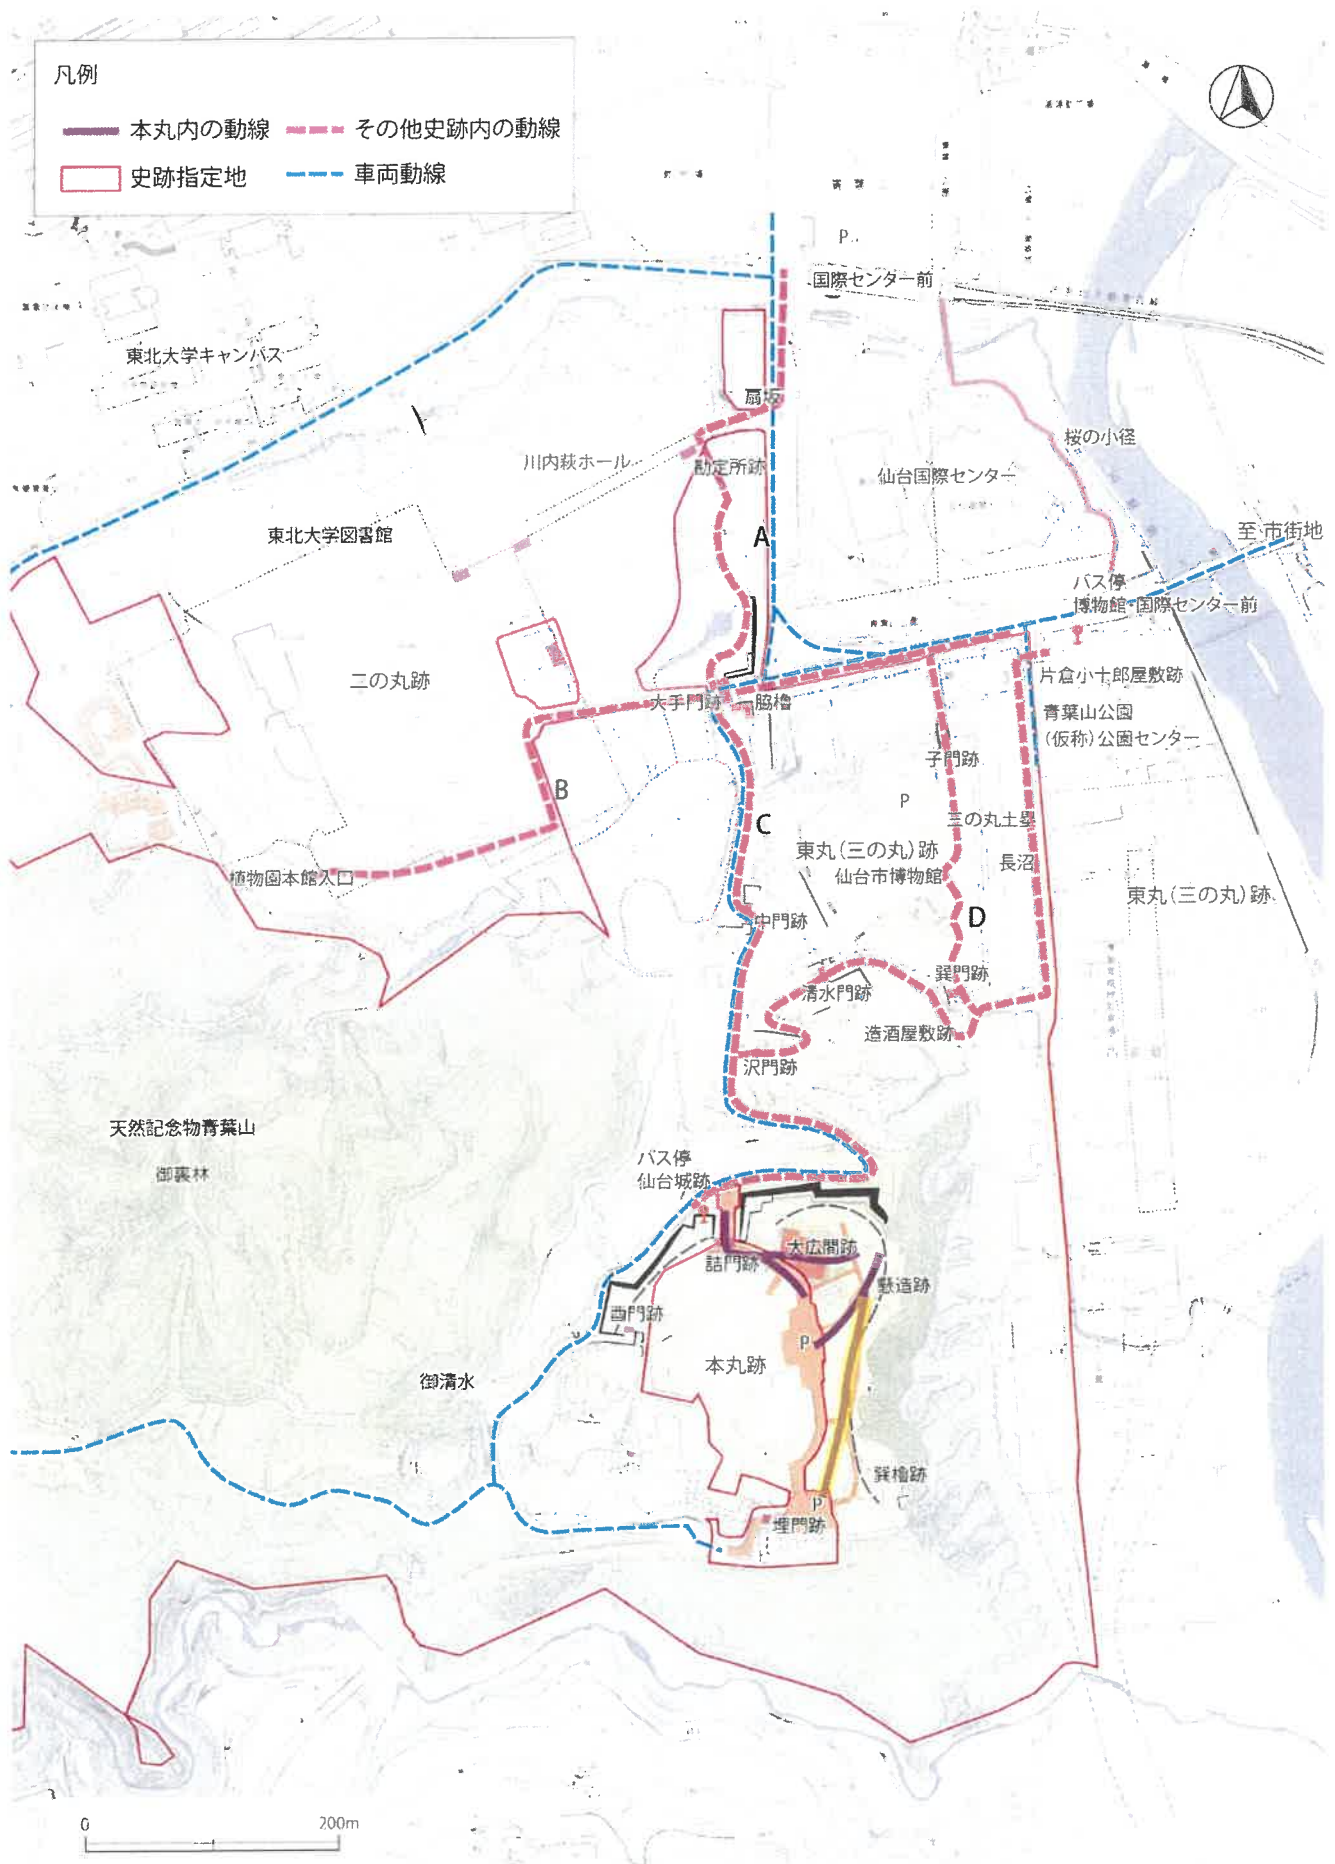 凡例
本丸内の動線
その他史跡内の動線
史跡指定地
車両動線
P
国際センター前
東北大学キャンパス
扇坂
桜の小径
川内萩ホール
勘定所跡
仙台国際センター
東北大学図書館
A
至 市街地
バス停
博物館・国際センター前
二の丸跡
片倉小十郎屋敷跡
大手門跡
脇櫓
青葉山公園
(仮称)公園センター
子門跡
B
P
C
三の丸土塁
東丸(三の丸)跡
仙台市博物館
長沼
植物園本館入口
東丸(三の丸)跡
D
中門跡
巽門跡
清水門跡
造酒屋敷跡
沢門跡
天然記念物青葉山
御裏林
バス停
仙台城跡
大広間跡
詰門跡
懸造跡
酉門跡
P
本丸跡
御清水
巽櫓跡
P
埋門跡
0
200m